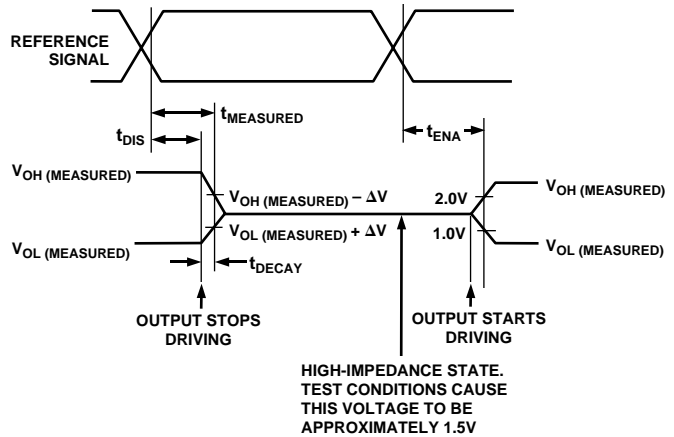 REFERENCE
SIGNAL
tMEASURED
tDIS
tENA
VOH (MEASURED)
VOH (MEASURED) – ΔV
2.0V
VOH (MEASURED)
VOL (MEASURED)
VOL (MEASURED) + ΔV
1.0V
VOL (MEASURED)
tDECAY
OUTPUT STOPS
DRIVING
OUTPUT STARTS
DRIVING
HIGH-IMPEDANCE STATE.
TEST CONDITIONS CAUSE
THIS VOLTAGE TO BE
APPROXIMATELY 1.5V